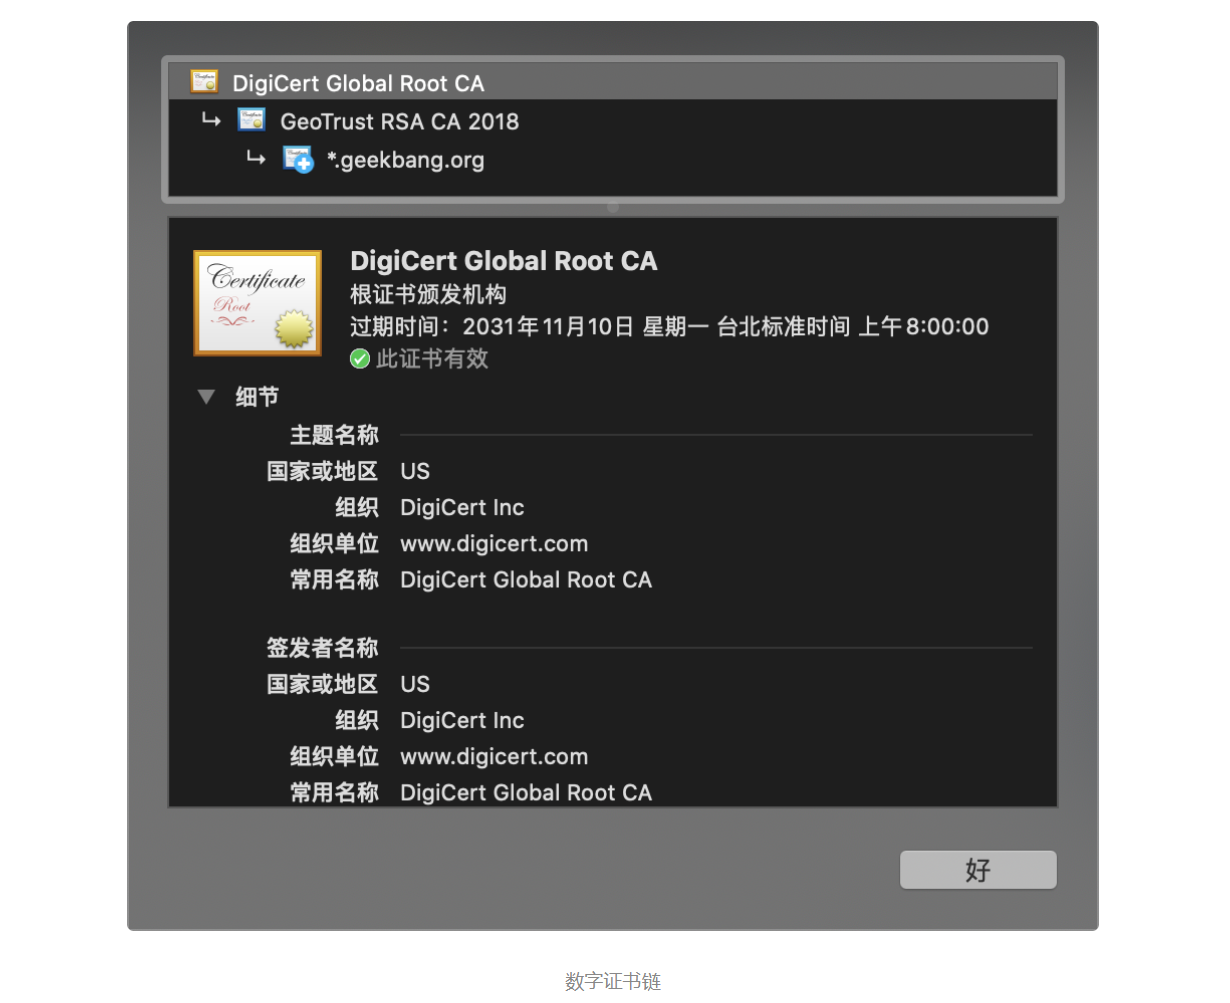 DigiCert Global Root CA
GeoTrust RSA CA 2018
*.geekbang.org
Certificate
Root
DigiCert Global Root CA
根证书颁发机构
过期时间：2031年11月10日 星期一 台北标准时间 上午8:00:00
此证书有效
细节
主题名称
国家或地区 US
组织 DigiCert Inc
组织单位 www.digicert.com
常用名称 DigiCert Global Root CA
签发者名称
国家或地区 US
组织 DigiCert Inc
组织单位 www.digicert.com
常用名称 DigiCert Global Root CA
好
数字证书链